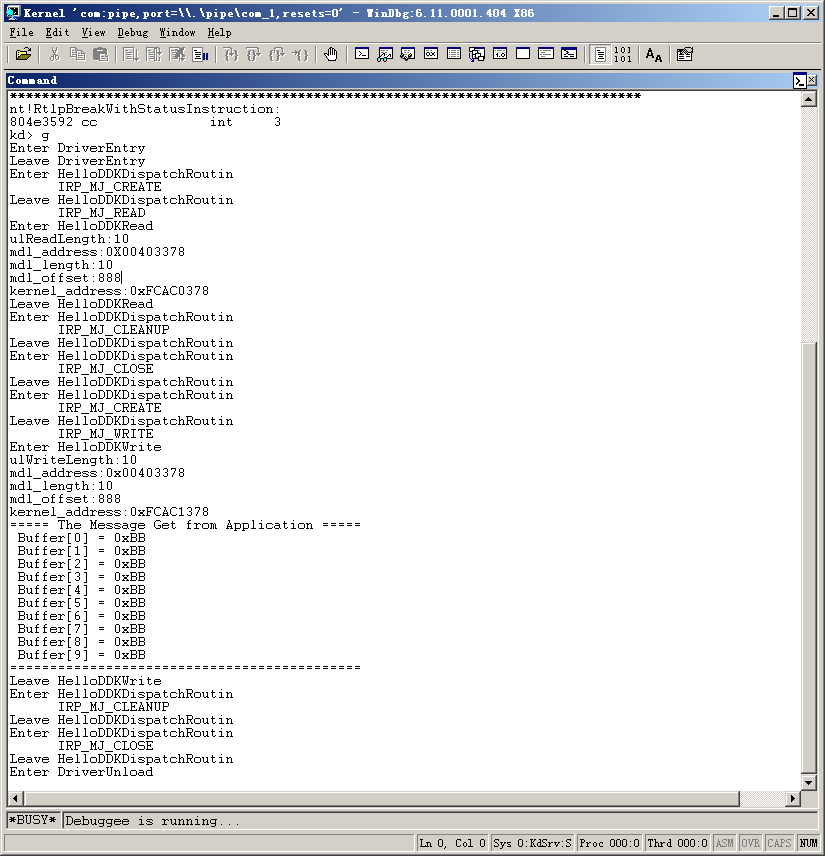 Kernel 'com:pipe,port=\\.\pipe\com_1,resets=0' - WinDbg:6.11.0001.404 X86
File Edit View Debug Window Help
101
101
AA
Command
*******************************************************************************
nt!RtlpBreakWithStatusInstruction:
804e3592 cc              int     3
kd> g
Enter DriverEntry
Leave DriverEntry
Enter HelloDDKDispatchRoutin
      IRP_MJ_CREATE
Leave HelloDDKDispatchRoutin
      IRP_MJ_READ
Enter HelloDDKRead
ulReadLength:10
mdl_address:0X00403378
mdl_length:10
mdl_offset:888
kernel_address:0xFCAC0378
Leave HelloDDKRead
Enter HelloDDKDispatchRoutin
      IRP_MJ_CLEANUP
Leave HelloDDKDispatchRoutin
Enter HelloDDKDispatchRoutin
      IRP_MJ_CLOSE
Leave HelloDDKDispatchRoutin
Enter HelloDDKDispatchRoutin
      IRP_MJ_CREATE
Leave HelloDDKDispatchRoutin
      IRP_MJ_WRITE
Enter HelloDDKWrite
ulWriteLength:10
mdl_address:0x00403378
mdl_length:10
mdl_offset:888
kernel_address:0xFCAC1378
===== The Message Get from Application =====
 Buffer[0] = 0xBB
 Buffer[1] = 0xBB
 Buffer[2] = 0xBB
 Buffer[3] = 0xBB
 Buffer[4] = 0xBB
 Buffer[5] = 0xBB
 Buffer[6] = 0xBB
 Buffer[7] = 0xBB
 Buffer[8] = 0xBB
 Buffer[9] = 0xBB
============================================
Leave HelloDDKWrite
Enter HelloDDKDispatchRoutin
      IRP_MJ_CLEANUP
Leave HelloDDKDispatchRoutin
Enter HelloDDKDispatchRoutin
      IRP_MJ_CLOSE
Leave HelloDDKDispatchRoutin
Enter DriverUnload
*BUSY* Debuggee is running...
Ln 0, Col 0 Sys 0:KdSrv:S Proc 000:0 Thrd 000:0 ASM OVR CAPS NUM